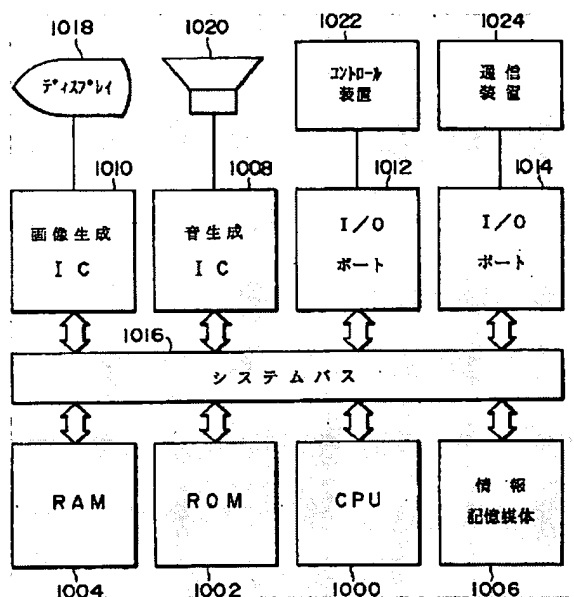 1018
1020
1022
1024
ディスプレイ
コントロール
装置
通信
装置
1010
1008
1012
1014
画像生成
IC
音生成
IC
I/O
ポート
I/O
ポート
1016
システムバス
RAM
ROM
CPU
情報
記憶媒体
1004
1002
1000
1006